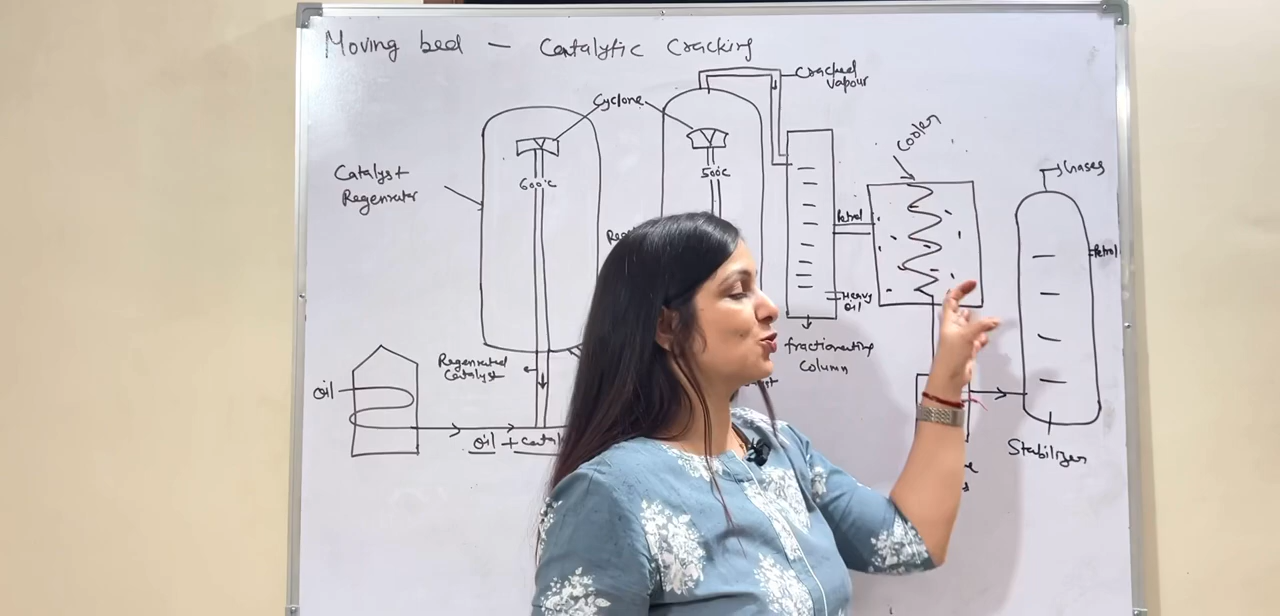 Moving bed — Catalytic Cracking
Cracked
Vapour
Cyclone
Cooler
Catalyst
Regenerator
600°C
500°C
Gases
Petrol
Petrol
Heavy
oil
fractionating
Column
Regenerated
Catalyst
oil
oil + catal
Stabilizer